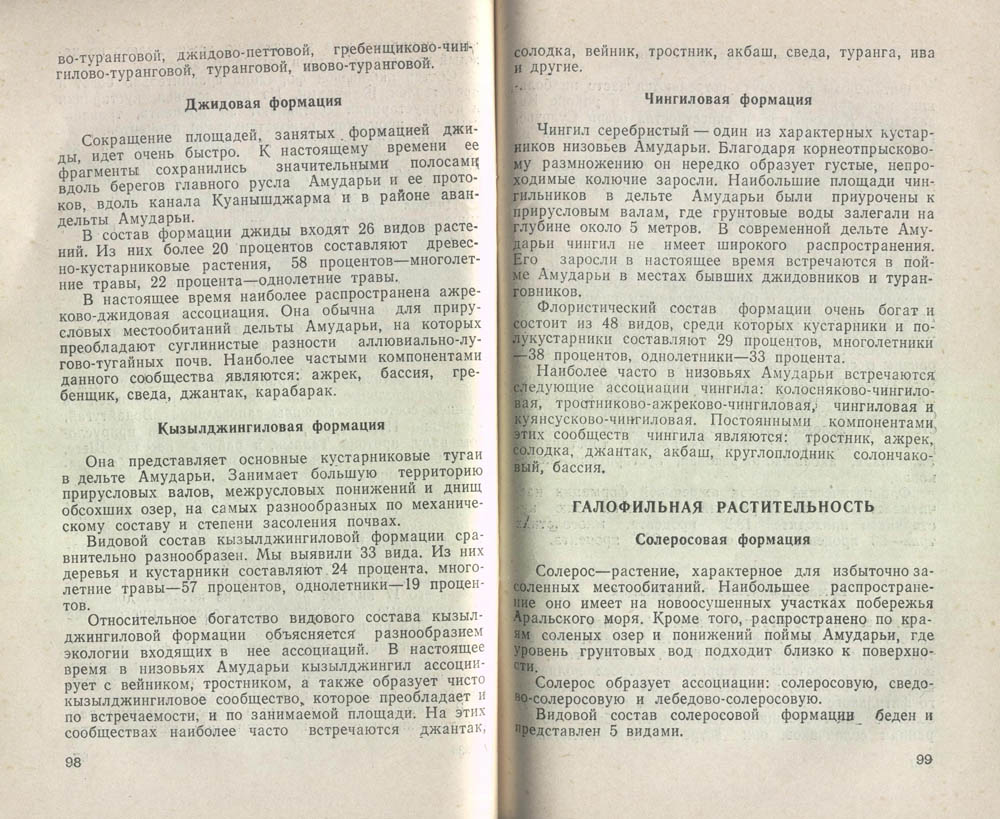 во-туранговой, джидово-петтовой, гребенщиково-чин-
гилово-туранговой, туранговой, ивово-туранговой.
Джидовая формация
Сокращение площадей, занятых формацией джи-
ды, идет очень быстро. К настоящему времени ее
фрагменты сохранились значительными полосами
вдоль берегов главного русла Амударьи и ее прото-
ков, вдоль канала Куанышджарма и в районе аван-
дельты Амударьи.
В состав формации джиды входят 26 видов расте-
ний. Из них более 20 процентов составляют древес-
но-кустарниковые растения, 58 процентов—многолет-
ние травы, 22 процента—однолетние травы.
В настоящее время наиболее распространена ажре-
ково-джидовая ассоциация. Она обычна для приру-
словых местообитаний дельты Амударьи, на которых
преобладают суглинистые разности аллювиально-лу-
гово-тугайных почв. Наиболее частыми компонентами
данного сообщества являются: ажрек, бассия, гре-
бенщик, сведа, джантак, карабарак.
Кызылджингиловая формация
Она представляет основные кустарниковые тугаи
в дельте Амударьи. Занимает большую территорию
прирусловых валов, межрусловых понижений и днищ
обсохших озер, на самых разнообразных по механиче-
скому составу и степени засоления почвах.
Видовой состав кызылджингиловой формации сра-
внительно разнообразен. Мы выявили 33 вида. Из них
деревья и кустарники составляют 24 процента, много-
летние травы—57 процентов, однолетники—19 процен-
тов.
Относительное богатство видового состава кызыл-
джингиловой формации объясняется разнообразием
экологии входящих в нее ассоциаций. В настоящее
время в низовьях Амударьи кызылджингил ассоции-
рует с вейником, тростником, а также образует чисто
кызылджингиловое сообщество, которое преобладает и
по встречаемости, и по занимаемой площади. На этих
сообществах наиболее часто встречаются джантак,
98
солодка, вейник, тростник, акбаш, сведа, туранга, ива
и другие.
Чингиловая формация
Чингил серебристый — один из характерных кустар-
ников низовьев Амударьи. Благодаря корнеотпрысково-
му размножению он нередко образует густые, непро-
ходимые колючие заросли. Наибольшие площади чин-
гильников в дельте Амударьи были приурочены к
прирусловым валам, где грунтовые воды залегали на
глубине около 5 метров. В современной дельте Аму-
дарьи чингил не имеет широкого распространения.
Его заросли в настоящее время встречаются в пой-
ме Амударьи в местах бывших джидовников и туран-
говников.
Флористический состав формации очень богат и
состоит из 48 видов, среди которых кустарники и по-
лукустарники составляют 29 процентов, многолетники
—38 процентов, однолетники—33 процента.
Наиболее часто в низовьях Амударьи встречаются
следующие ассоциации чингила: колосняково-чингило-
вая, тростниково-ажреково-чингиловая, чингиловая и
куянсусково-чингиловая. Постоянными компонентами
этих сообществ чингила являются: тростник, ажрек,
солодка, джантак, акбаш, круглоплодник солончако-
вый, бассия.
ГАЛОФИЛЬНАЯ РАСТИТЕЛЬНОСТЬ
Солеросовая формация
Солерос—растение, характерное для избыточно за-
соленных местообитаний. Наибольшее распростране-
ние оно имеет на новоосушенных участках побережья
Аральского моря. Кроме того, распространено по кра-
ям соленых озер и понижений поймы Амударьи, где
уровень грунтовых вод подходит близко к поверхно-
сти.
Солерос образует ассоциации: солеросовую, сведо-
во-солеросовую и лебедово-солеросовую.
Видовой состав солеросовой формации беден и
представлен 5 видами.
99